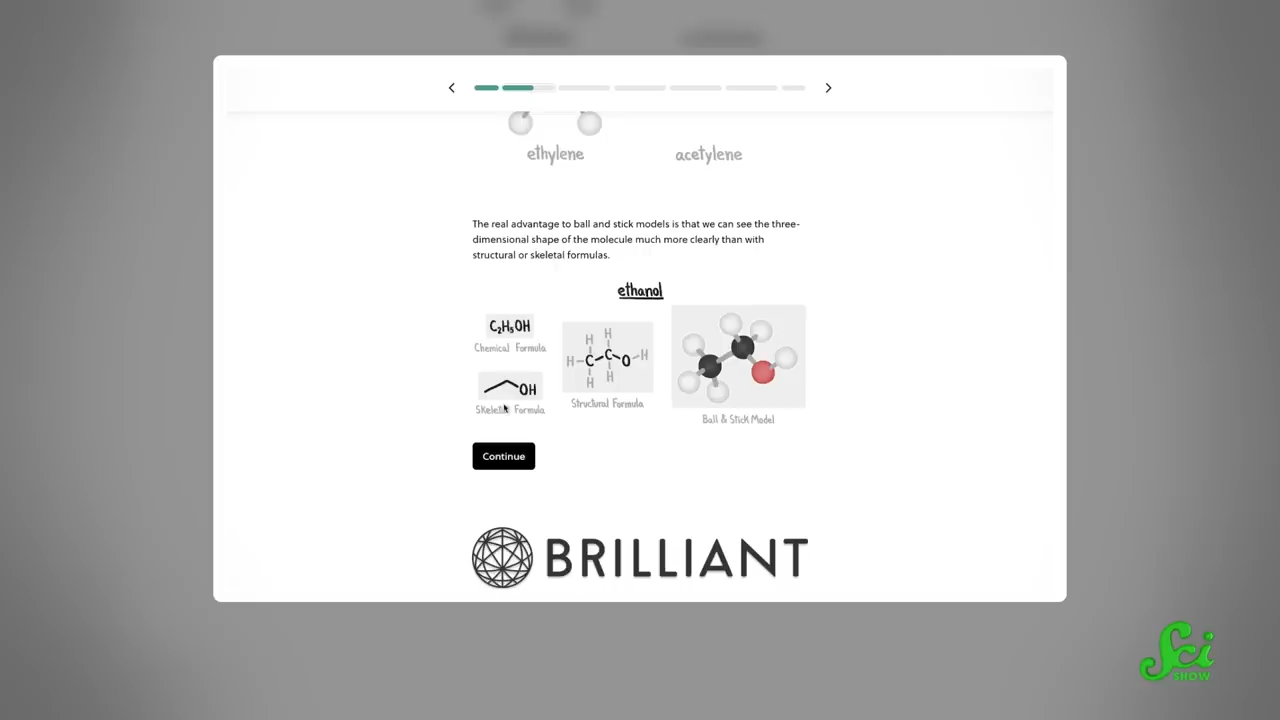 ethylene
acetylene
The real advantage to ball and stick models is that we can see the three-
dimensional shape of the molecule much more clearly than with
structural or skeletal formulas.
ethanol
C₂H₅OH
Chemical Formula
OH
Skeletal Formula
H
H
H
C
C
O
H
H
H
Structural Formula
Ball & Stick Model
Continue
BRILLIANT
Sci
SHOW